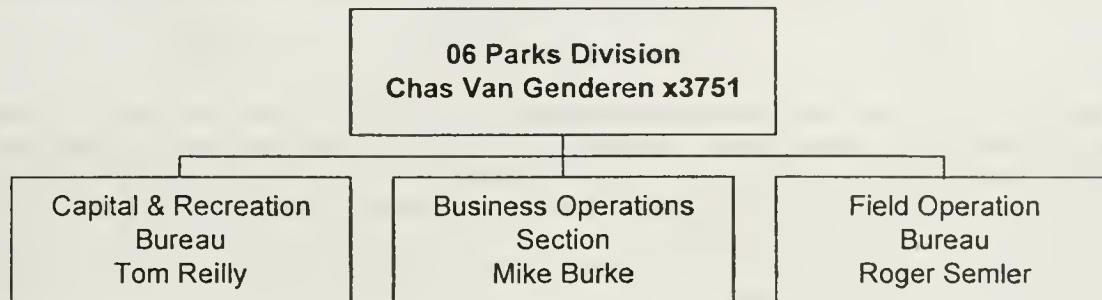 06 Parks Division
Chas Van Genderen x3751
Capital & Recreation
Bureau
Tom Reilly
Business Operations
Section
Mike Burke
Field Operation
Bureau
Roger Semler